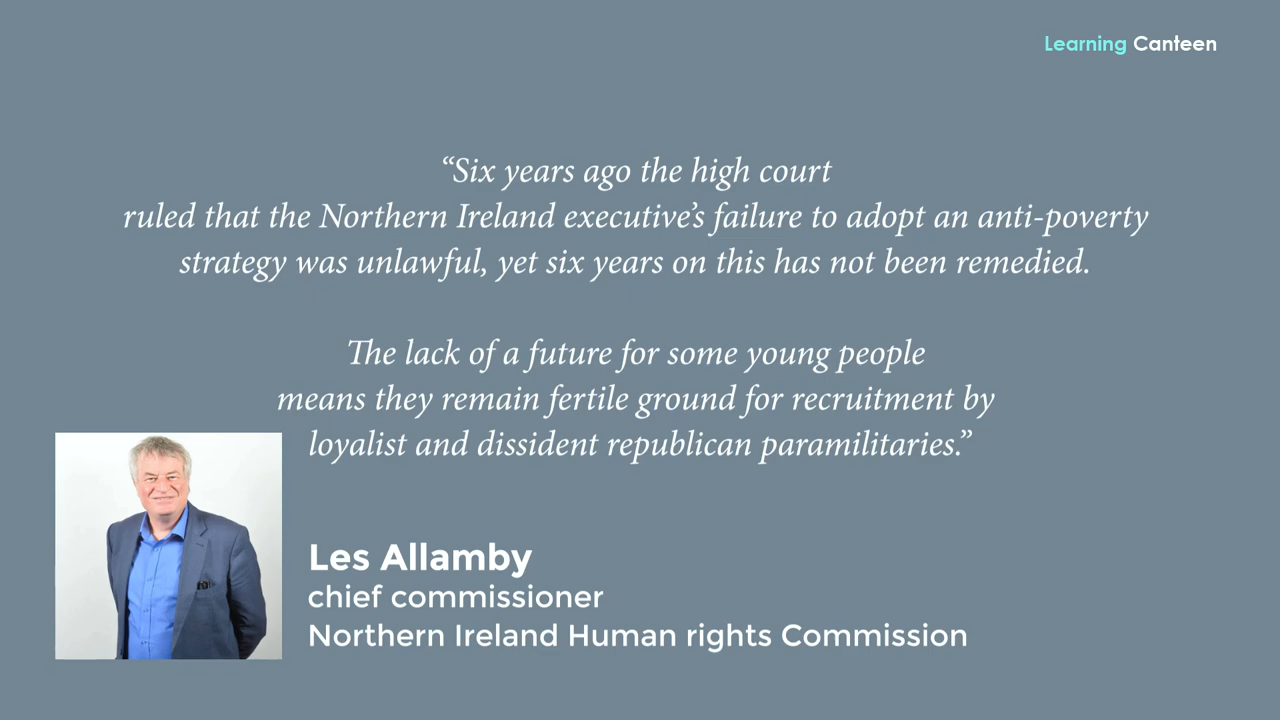 Learning Canteen
“Six years ago the high court
ruled that the Northern Ireland executive’s failure to adopt an anti-poverty
strategy was unlawful, yet six years on this has not been remedied.
The lack of a future for some young people
means they remain fertile ground for recruitment by
loyalist and dissident republican paramilitaries.”
Les Allamby
chief commissioner
Northern Ireland Human rights Commission